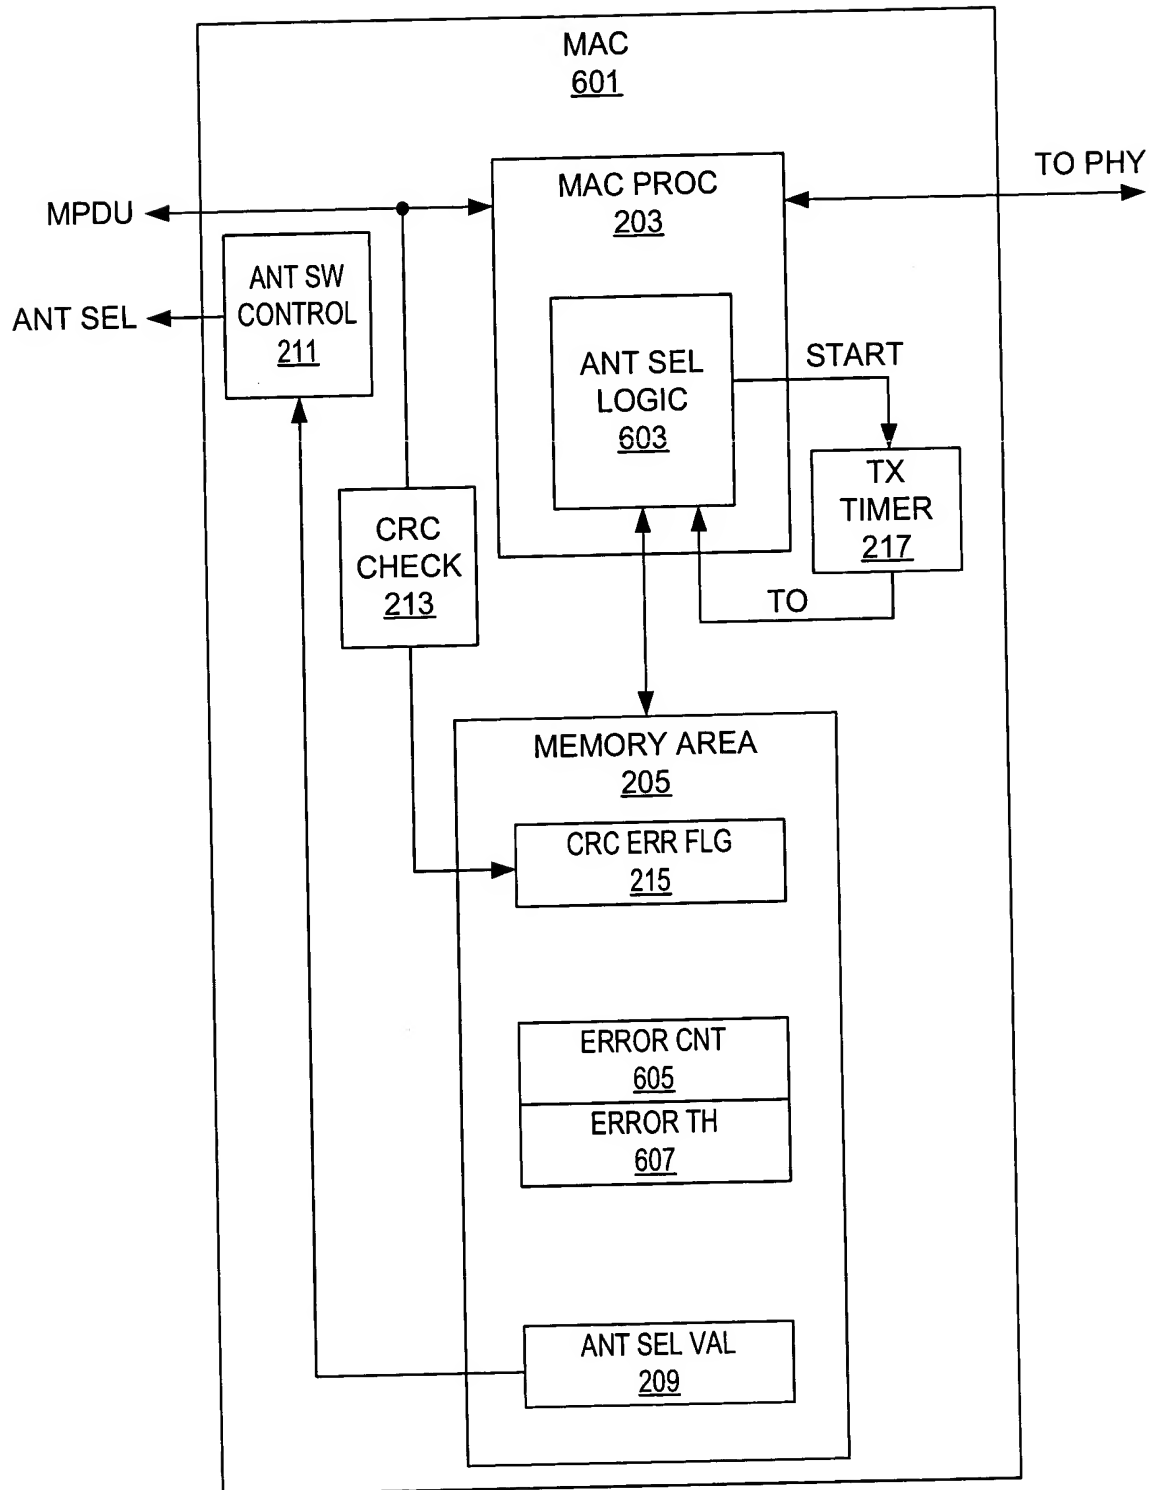 MAC
601
TO PHY
MAC PROC
203
MPDU
ANT SW
CONTROL
211
ANT SEL
ANT SEL
LOGIC
603
START
TX
TIMER
217
CRC
CHECK
213
TO
MEMORY AREA
205
CRC ERR FLG
215
ERROR CNT
605
ERROR TH
607
ANT SEL VAL
209